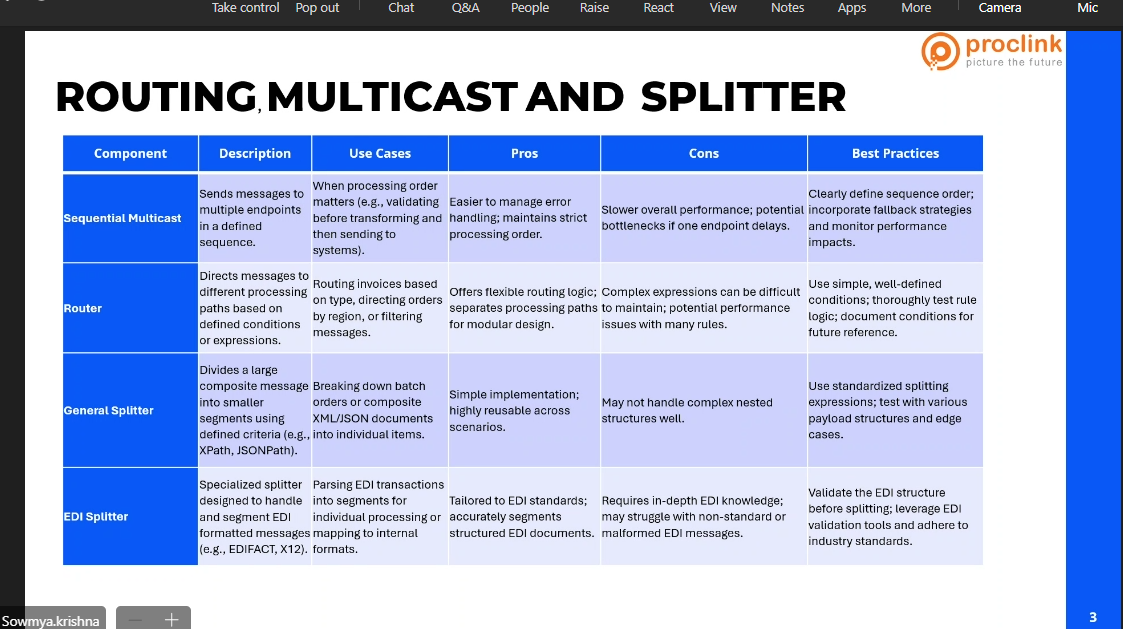 Take control Pop out Chat Q&A People Raise React View Notes Apps More Camera Mic
proclink
picture the future
ROUTING, MULTICAST AND SPLITTER
Component Description Use Cases Pros Cons Best Practices
Sequential Multicast
Sends messages to
multiple endpoints
in a defined
sequence.
When processing order
matters (e.g., validating
before transforming and
then sending to
systems).
Easier to manage error
handling; maintains strict
processing order.
Slower overall performance; potential
bottlenecks if one endpoint delays.
Clearly define sequence order;
incorporate fallback strategies
and monitor performance
impacts.
Router
Directs messages to
different processing
paths based on
defined conditions
or expressions.
Routing invoices based
on type, directing orders
by region, or filtering
messages.
Offers flexible routing logic;
separates processing paths
for modular design.
Complex expressions can be difficult
to maintain; potential performance
issues with many rules.
Use simple, well-defined
conditions; thoroughly test rule
logic; document conditions for
future reference.
General Splitter
Divides a large
composite message
into smaller
segments using
defined criteria (e.g.,
XPath, JSONPath).
Breaking down batch
orders or composite
XML/JSON documents
into individual items.
Simple implementation;
highly reusable across
scenarios.
May not handle complex nested
structures well.
Use standardized splitting
expressions; test with various
payload structures and edge
cases.
EDI Splitter
Specialized splitter
designed to handle
and segment EDI
formatted messages
(e.g., EDIFACT, X12).
Parsing EDI transactions
into segments for
individual processing or
mapping to internal
formats.
Tailored to EDI standards;
accurately segments
structured EDI documents.
Requires in-depth EDI knowledge;
may struggle with non-standard or
malformed EDI messages.
Validate the EDI structure
before splitting; leverage EDI
validation tools and adhere to
industry standards.
Sowmya.krishna
3